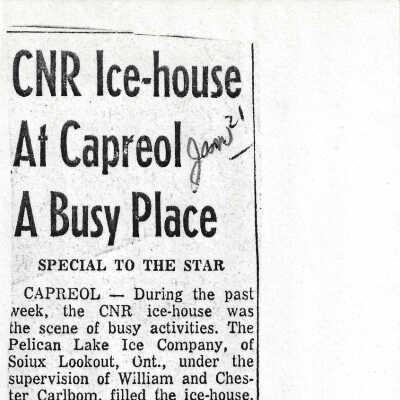 CNR Ice-house
At Capreol
Jan 21
A Busy Place
SPECIAL TO THE STAR
CAPREOL — During the past
week, the CNR ice-house was
the scene of busy activities. The
Pelican Lake Ice Company, of
Soiux Lookout, Ont., under the
supervision of William and Ches-
ter Carlbom, filled the ice-house.